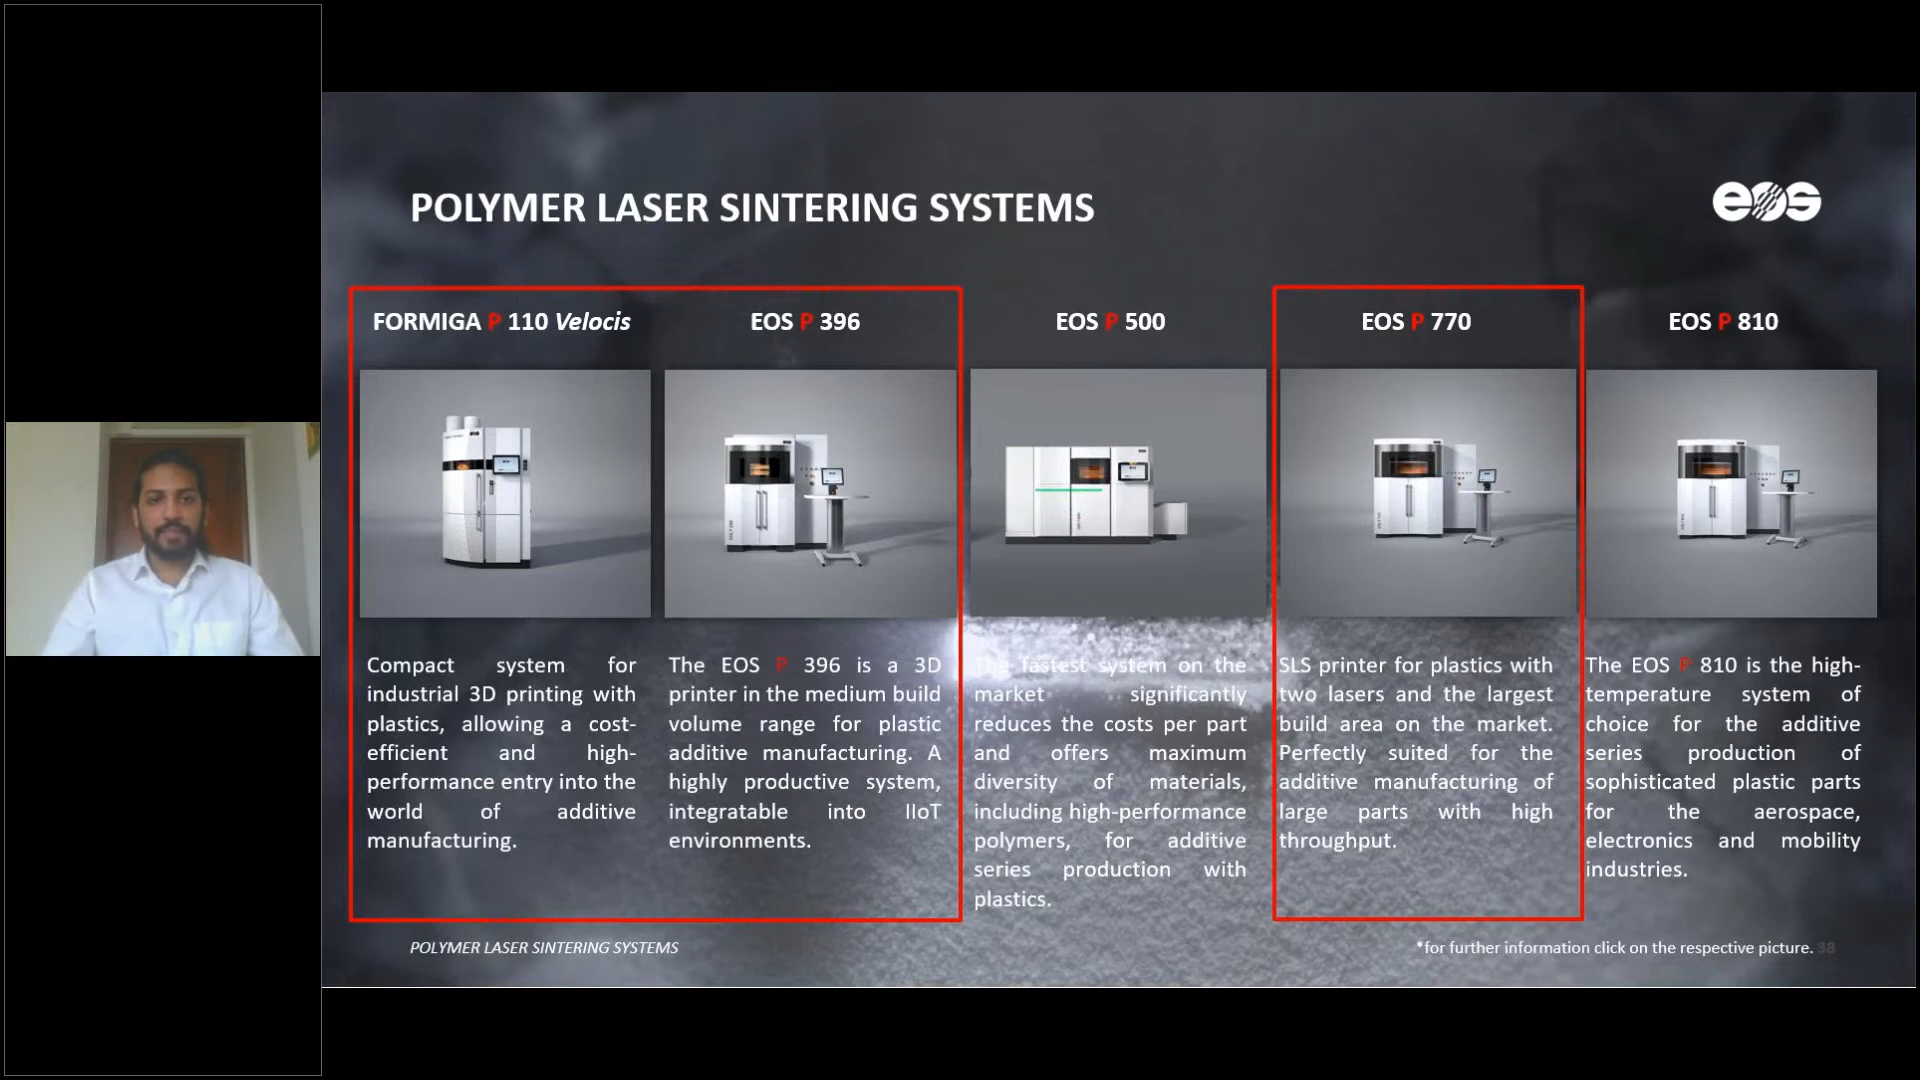 POLYMER LASER SINTERING SYSTEMS
eos
FORMIGA P 110 Velocis
Compact system for
industrial 3D printing with
plastics, allowing a cost-
efficient and high-
performance entry into the
world of additive
manufacturing.
EOS P 396
The EOS P 396 is a 3D
printer in the medium build
volume range for plastic
additive manufacturing. A
highly productive system,
integratable into IIoT
environments.
EOS P 500
The fastest system on the
market significantly
reduces the costs per part
and offers maximum
diversity of materials,
including high-performance
polymers, for additive
series production with
plastics.
EOS P 770
SLS printer for plastics with
two lasers and the largest
build area on the market.
Perfectly suited for the
additive manufacturing of
large parts with high
throughput.
EOS P 810
The EOS P 810 is the high-
temperature system of
choice for the additive
series production of
sophisticated plastic parts
for the aerospace,
electronics and mobility
industries.
POLYMER LASER SINTERING SYSTEMS
*for further information click on the respective picture. 38